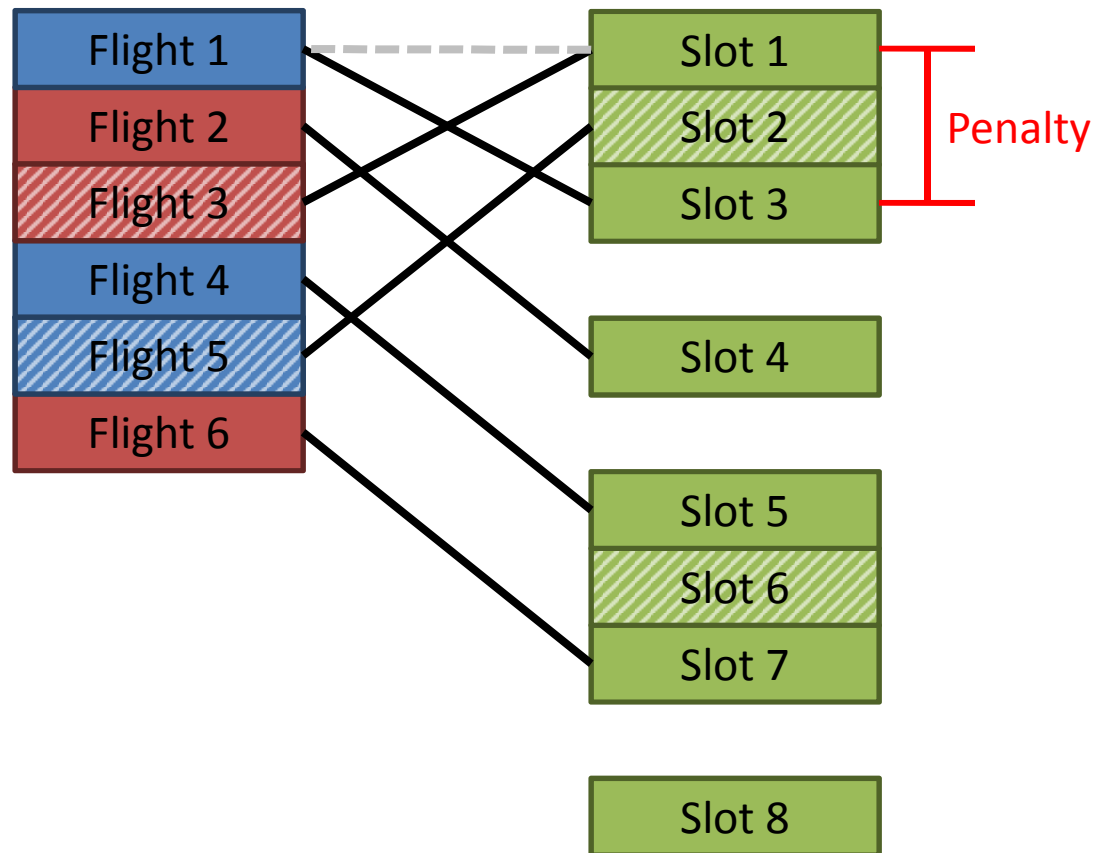 Flight 1
Flight 2
Flight 3
Flight 4
Flight 5
Flight 6
Slot 1
Slot 2
Slot 3
Slot 4
Slot 5
Slot 6
Slot 7
Slot 8
Penalty